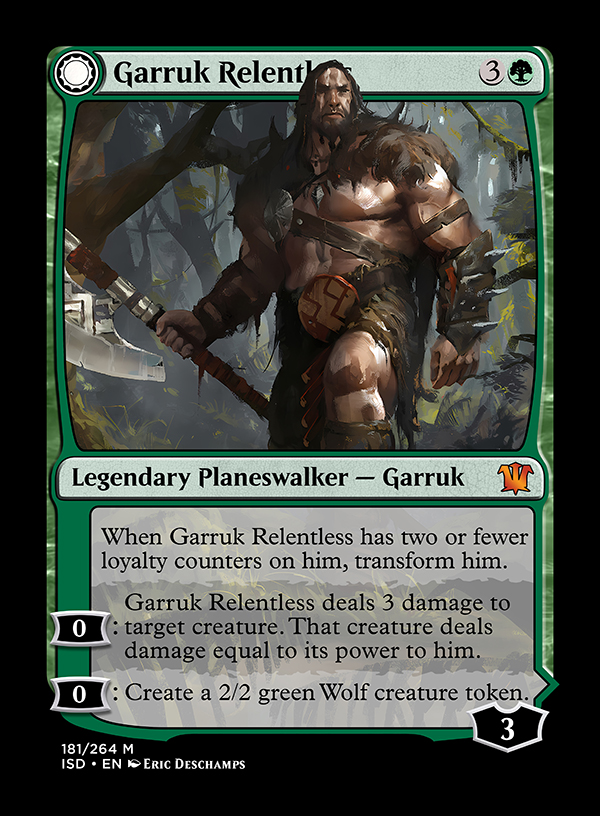 Garruk Relentless
3
Legendary Planeswalker — Garruk
When Garruk Relentless has two or fewer
loyalty counters on him, transform him.
0 : Garruk Relentless deals 3 damage to
target creature. That creature deals
damage equal to its power to him.
0 : Create a 2/2 green Wolf creature token.
3
181/264 M
ISD • EN Eric Deschamps